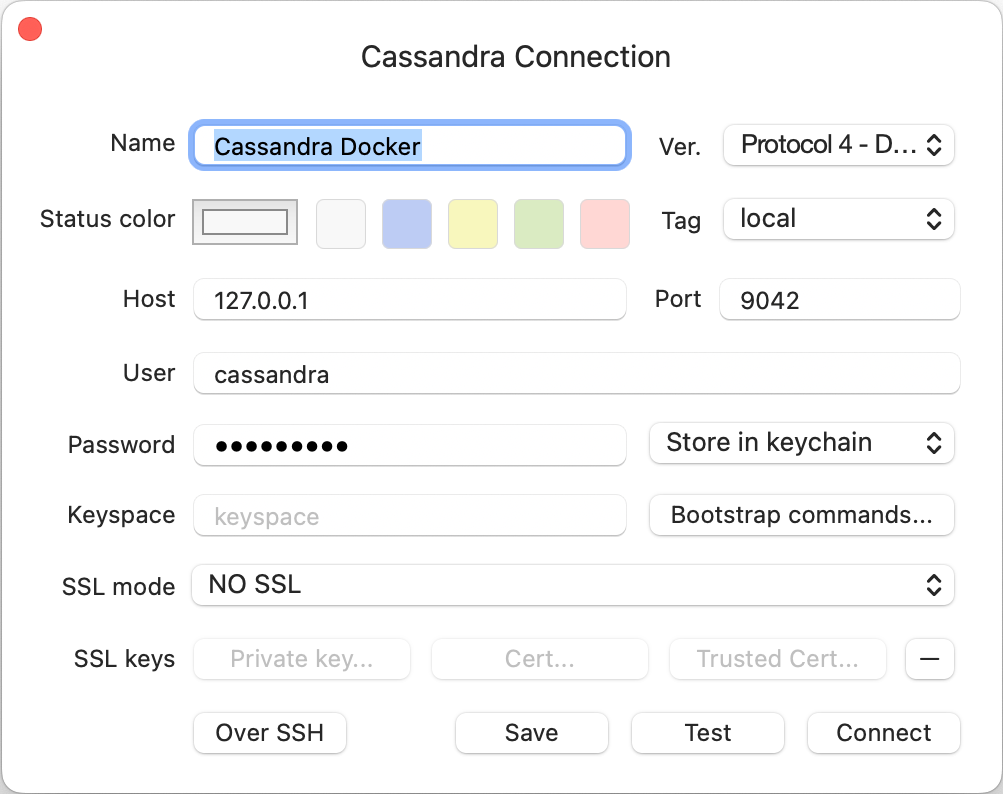 Cassandra Connection
Name Cassandra Docker Ver. Protocol 4 - D...
Status color Tag local
Host 127.0.0.1 Port 9042
User cassandra
Password ●●●●●●●●● Store in keychain
Keyspace keyspace Bootstrap commands...
SSL mode NO SSL
SSL keys Private key... Cert... Trusted Cert... —
Over SSH Save Test Connect